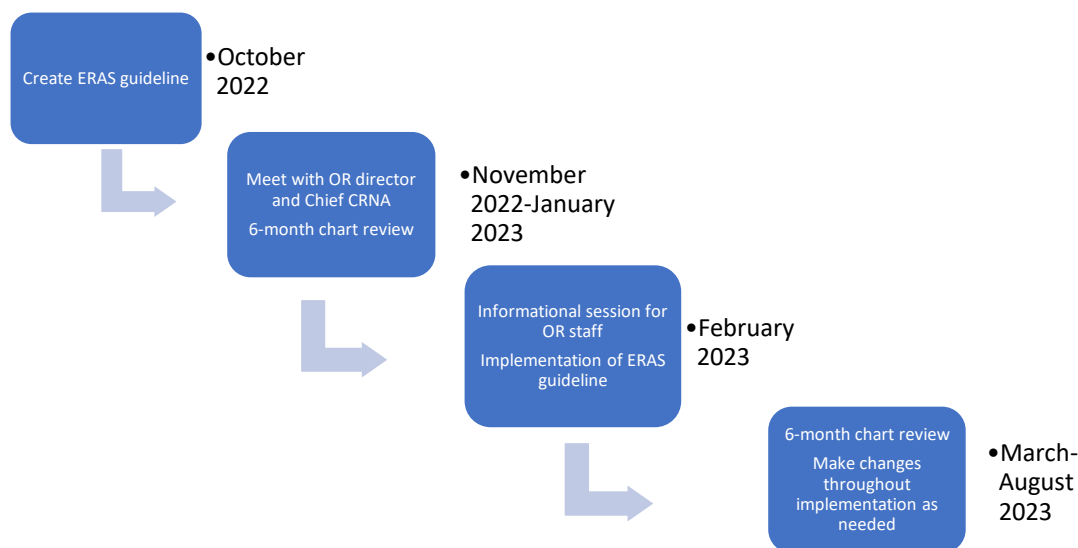 Create ERAS guideline
•October
2022
Meet with OR director
and Chief CRNA
6-month chart review
•November
2022-January
2023
Informational session for
OR staff
Implementation of ERAS
guideline
•February
2023
6-month chart review
Make changes
throughout
implementation as
needed
•March-
August
2023